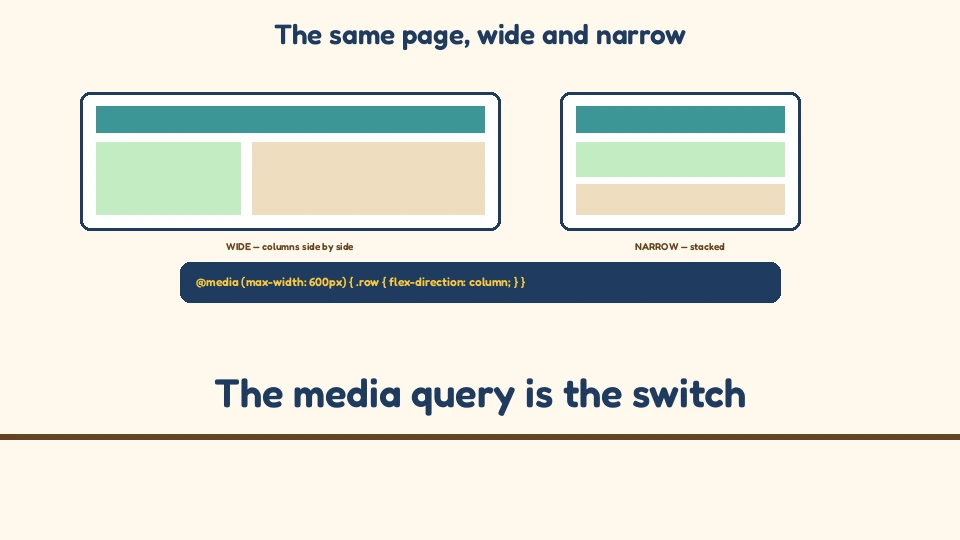 The same page, wide and narrow
WIDE — columns side by side
NARROW — stacked
@media (max-width: 600px) { .row { flex-direction: column; } }
The media query is the switch